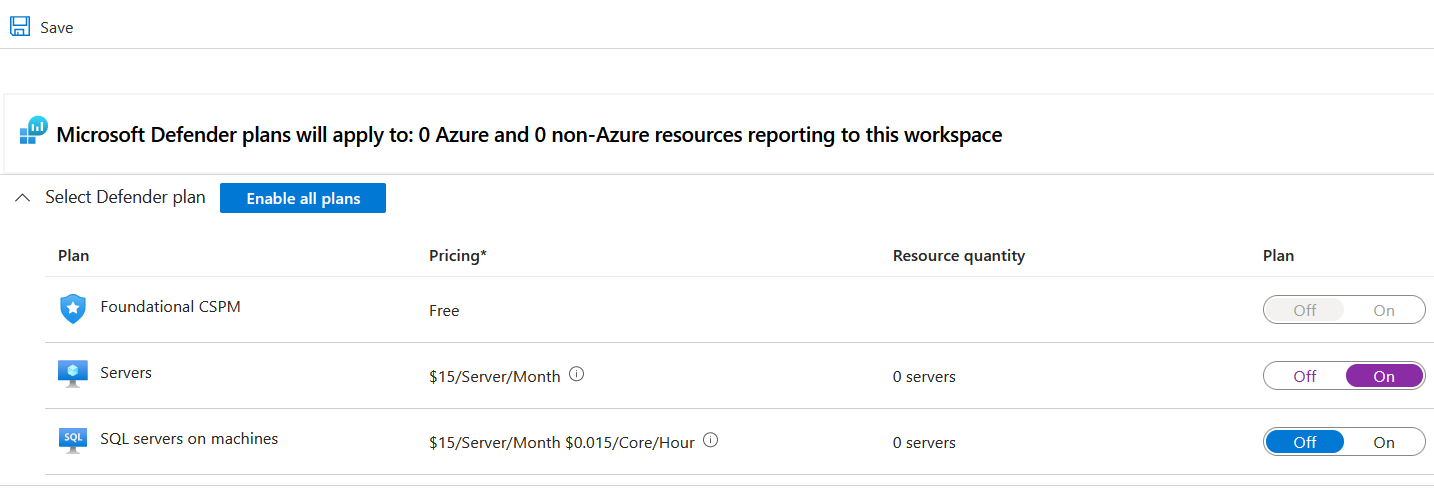 Save
Microsoft Defender plans will apply to: 0 Azure and 0 non-Azure resources reporting to this workspace
Select Defender plan Enable all plans
Plan Pricing* Resource quantity Plan
Foundational CSPM Free Off On
Servers $15/Server/Month 0 servers Off On
SQL SQL servers on machines $15/Server/Month $0.015/Core/Hour 0 servers Off On